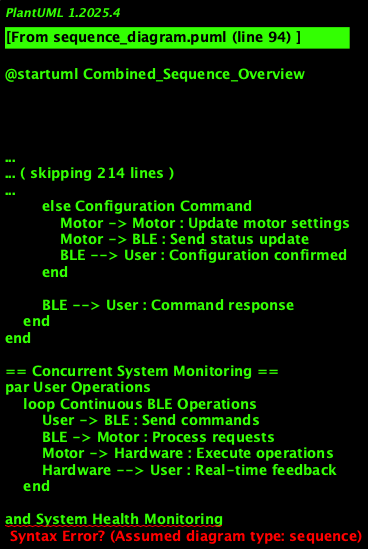 PlantUML 1.2025.4
[From sequence_diagram.puml (line 94) ]
@startuml Combined_Sequence_Overview
...
... ( skipping 214 lines )
...
else Configuration Command
Motor -> Motor : Update motor settings
Motor -> BLE : Send status update
BLE --> User : Configuration confirmed
end
BLE --> User : Command response
end
end
== Concurrent System Monitoring ==
par User Operations
loop Continuous BLE Operations
User -> BLE : Send commands
BLE -> Motor : Process requests
Motor -> Hardware : Execute operations
Hardware --> User : Real-time feedback
end
and System Health Monitoring
Syntax Error? (Assumed diagram type: sequence)